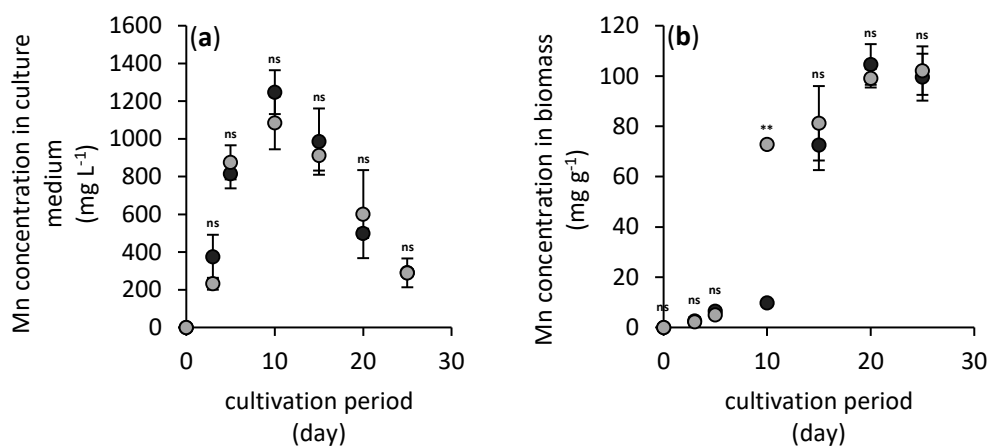 (a)
Mn concentration in culture
medium
(mg L-1)
1600
1400
1200
1000
800
600
400
200
0
ns
ns
ns
ns
ns
ns
0
10
20
30
cultivation period
(day)
(b)
Mn concentration in biomass
(mg g-1)
120
100
80
60
40
20
0
ns
ns
ns
**
ns
ns
ns
0
10
20
30
cultivation period
(day)